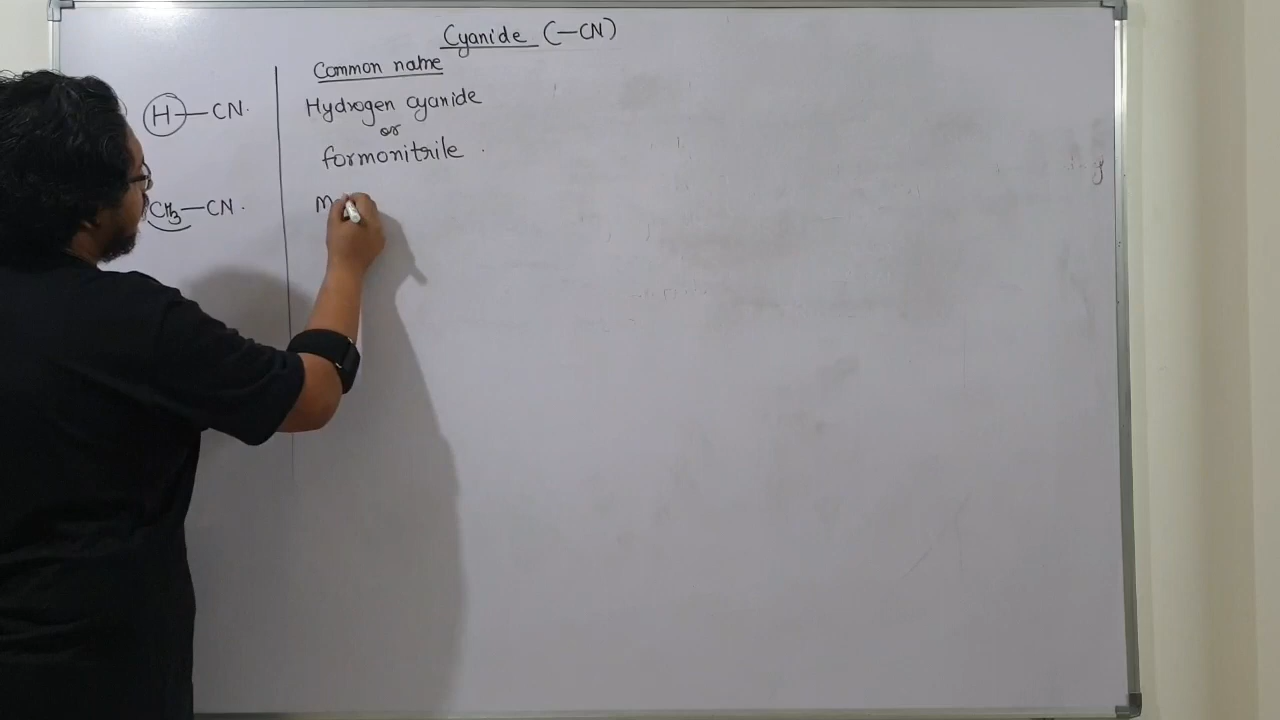 Cyanide (—CN)
Common name
H—CN.
Hydrogen cyanide
or
formonitrile.
CH3—CN.
M